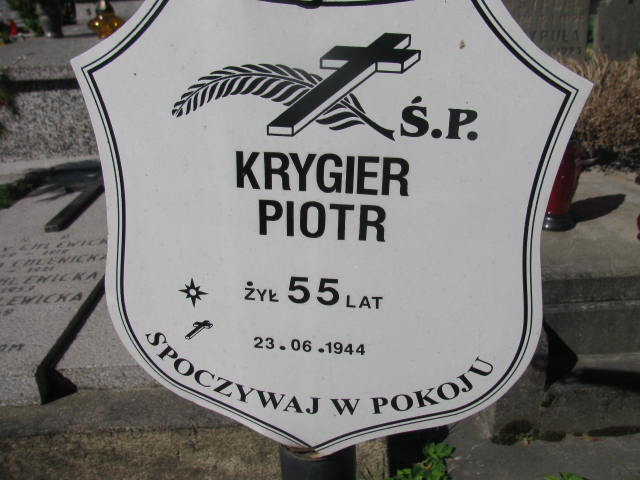 Ś.P.
KRYGIER
PIOTR
ŻYŁ 55 LAT
23.06.1944
SPOCZYWAJ W POKOJU